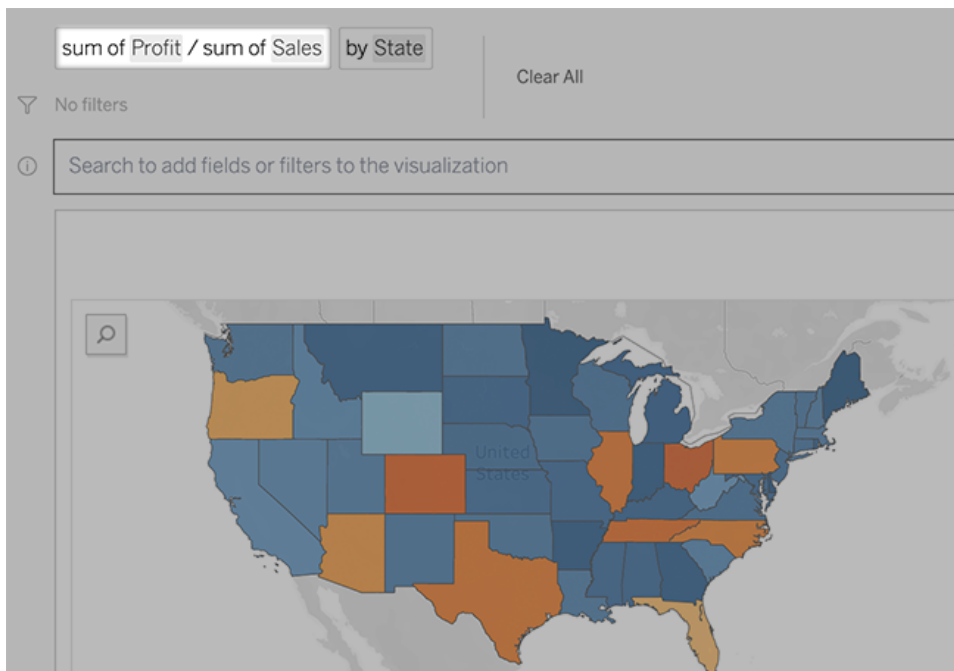 sum of Profit / sum of Sales by State
Clear All
No filters
Search to add fields or filters to the visualization
United
States